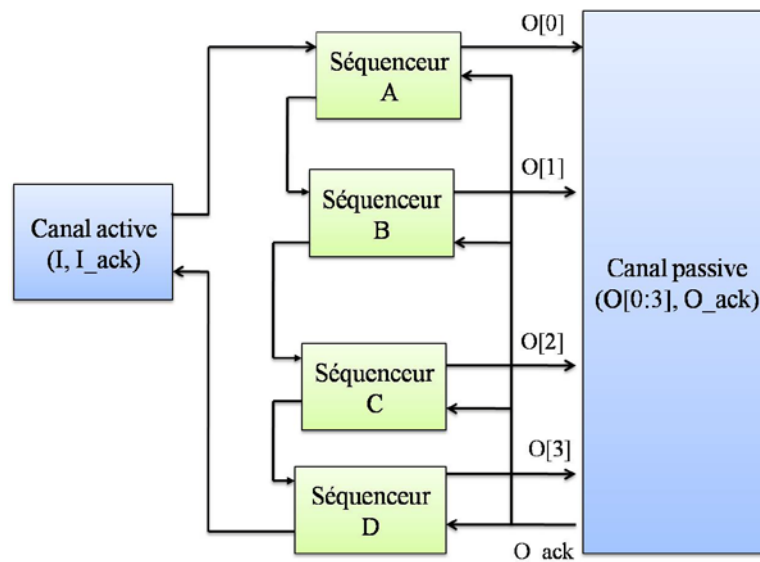 O[0]
Séquenceur
A
O[1]
Séquenceur
B
Canal active
(I, I_ack)
Canal passive
(O[0:3], O_ack)
O[2]
Séquenceur
C
O[3]
Séquenceur
D
O_ack